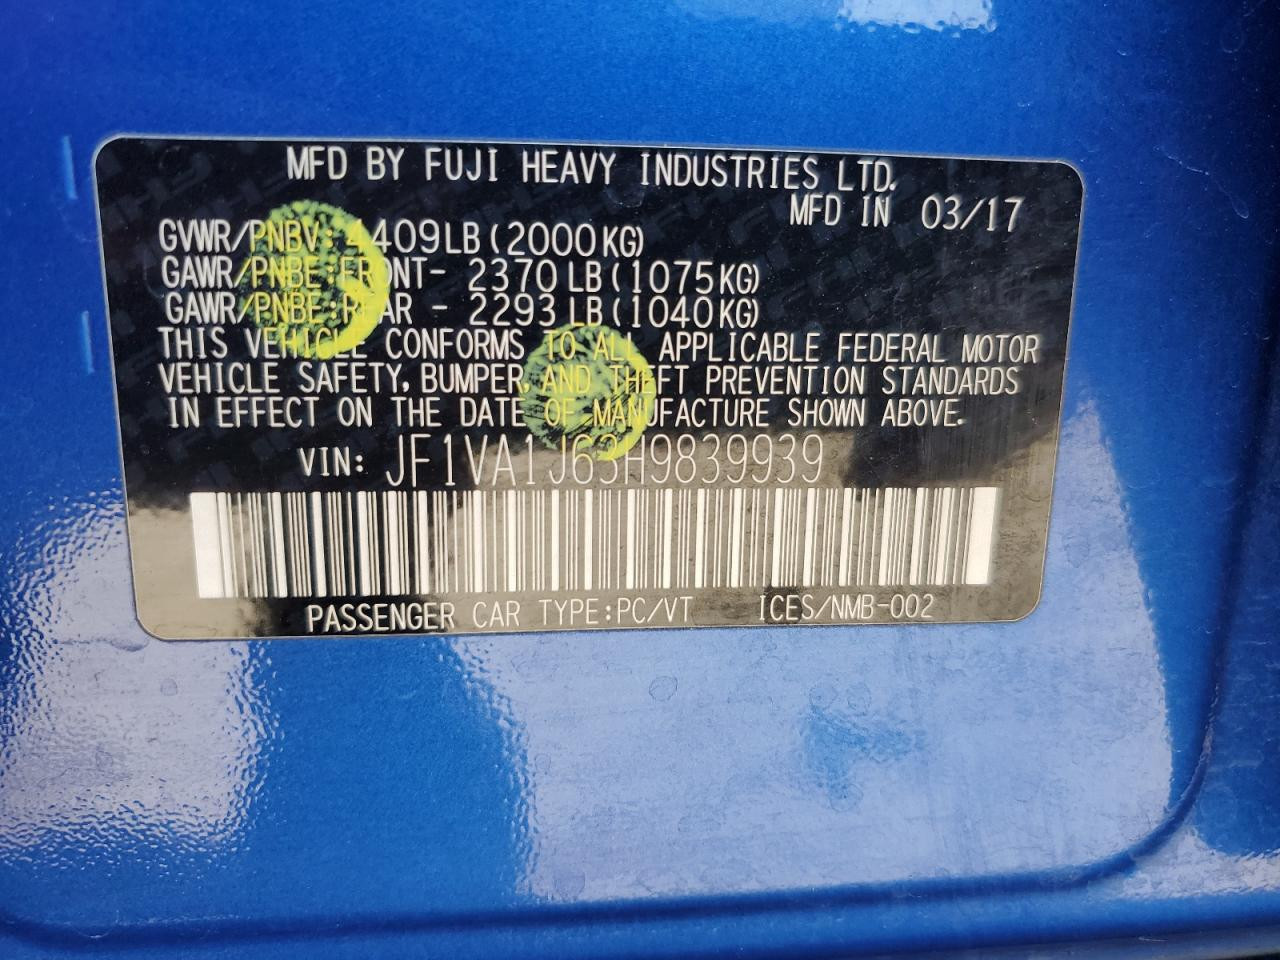 MFD BY FUJI HEAVY INDUSTRIES LTD.
MFD IN 03/17
GVWR/PNBV: 4409LB (2000KG)
GAWR/PNBE:FRONT- 2370 LB (1075KG)
GAWR/PNBE:REAR - 2293 LB (1040KG)
THIS VEHICLE CONFORMS TO ALL APPLICABLE FEDERAL MOTOR
VEHICLE SAFETY, BUMPER, AND THEFT PREVENTION STANDARDS
IN EFFECT ON THE DATE OF MANUFACTURE SHOWN ABOVE.
VIN: JF1VA1J63H9839939
PASSENGER CAR TYPE:PC/VT ICES/NMB-002